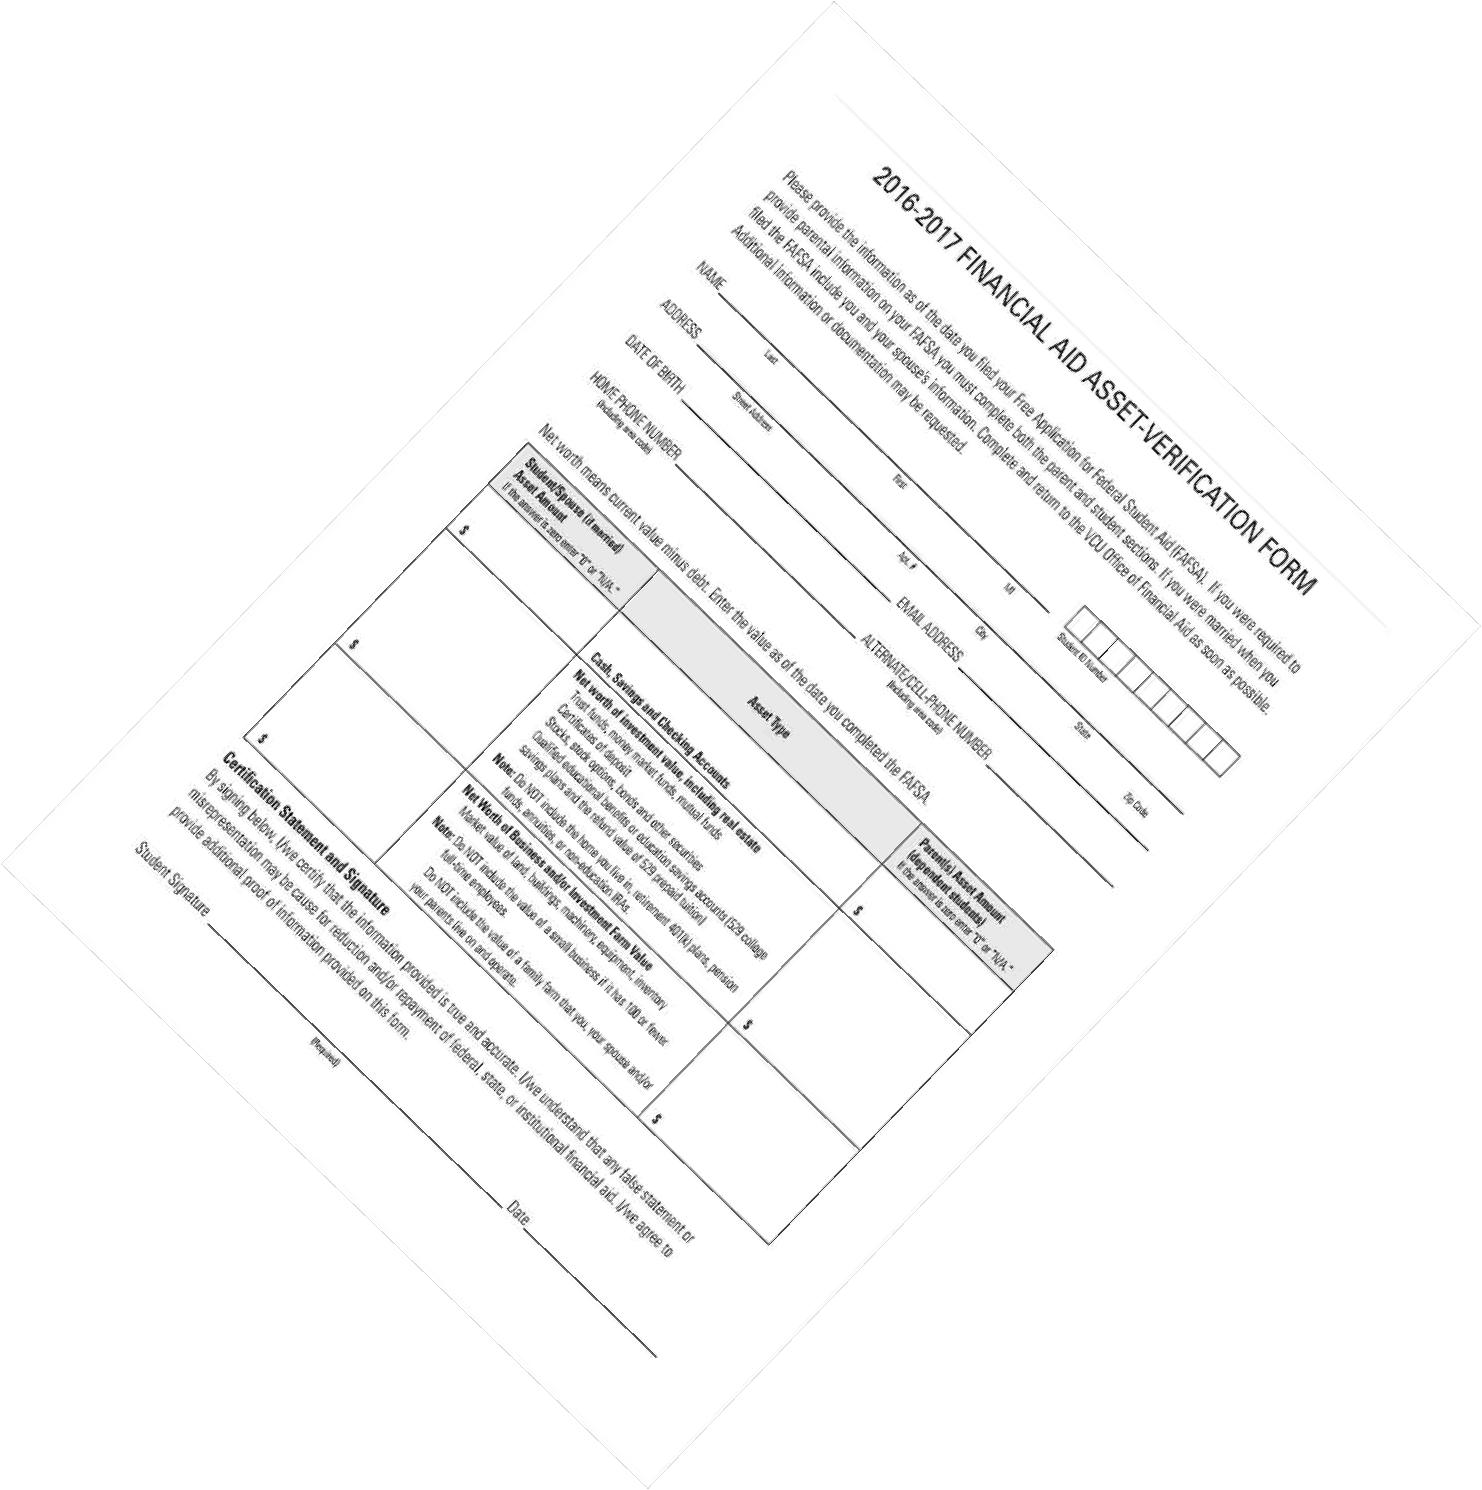 2016-2017 FINANCIAL AID ASSET-VERIFICATION FORM
Please provide the information as of the date you filed your Free Application for Federal Student Aid (FAFSA). If you were required to
provide parental information on your FAFSA you must complete both the parent and student sections. If you were married when you
filed the FAFSA include you and your spouse's information. Complete and return to the VCU Office of Financial Aid as soon as possible.
Additional information or documentation may be requested.
NAME
Last
First
MI
Student ID Number
ADDRESS
Street Address
Apt. #
City
State
Zip Code
DATE OF BIRTH
EMAIL ADDRESS
HOME PHONE NUMBER
(Including area code)
ALTERNATE/CELL-PHONE NUMBER
(Including area code)
Net worth means current value minus debt. Enter the value as of the date you completed the FAFSA.
Student/Spouse (if married)
Asset Amount
If the answer is zero enter "0" or "N/A."
Asset Type
Parent(s) Asset Amount
(dependent students)
If the answer is zero enter "0" or "N/A."
$
Cash, Savings and Checking Accounts
$
$
Net worth of investment value, including real estate
Trust funds, money market funds, mutual funds
Certificates of deposit
Stocks, stock options, bonds and other securities
Qualified educational benefits or education savings accounts (529 college
savings plans and the refund value of 529 prepaid tuition)
Note: Do NOT include the home you live in, retirement 401(k) plans, pension
funds, annuities, or non-education IRAs.
$
$
Net Worth of Business and/or Investment Farm Value
Market value of land, buildings, machinery, equipment, inventory
Note: Do NOT include the value of a small business if it has 100 or fewer
full-time employees.
Do NOT include the value of a family farm that you, your spouse and/or
your parents live on and operate.
$
Certification Statement and Signature
By signing below, I/we certify that the information provided is true and accurate. I/we understand that any false statement or
misrepresentation may be cause for reduction and/or repayment of federal, state, or institutional financial aid. I/we agree to
provide additional proof of information provided on this form.
Student Signature
(Required)
Date